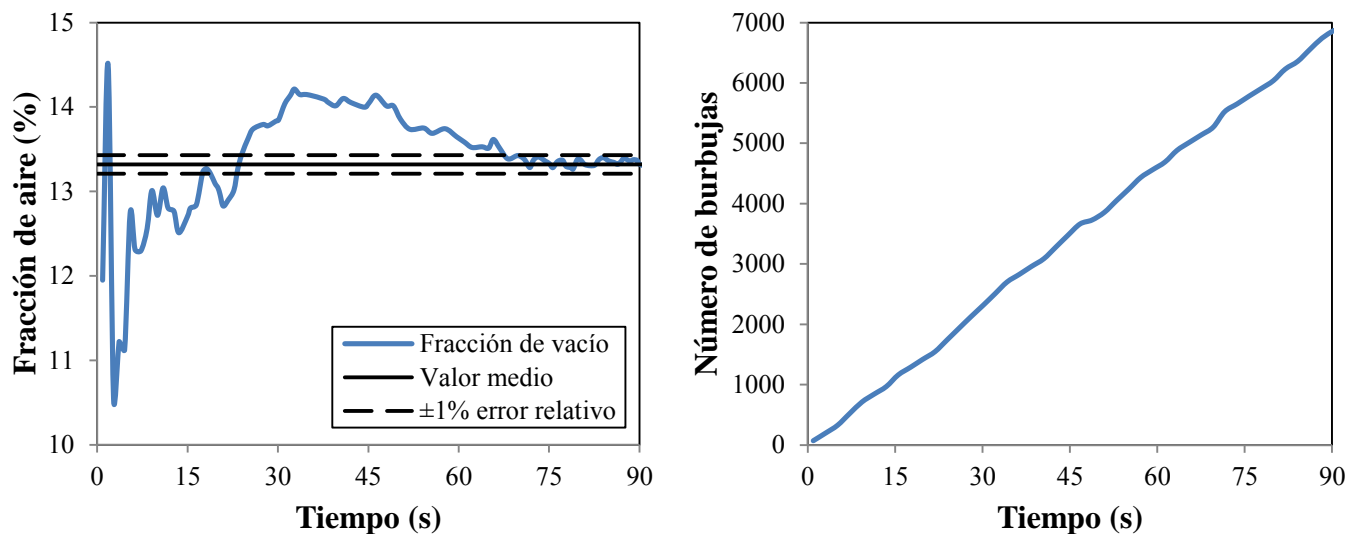 Fracción de aire (%)
15
14
13
12
11
10
Fracción de vacío
Valor medio
±1% error relativo
0 15 30 45 60 75 90
Tiempo (s)
Número de burbujas
7000
6000
5000
4000
3000
2000
1000
0
0 15 30 45 60 75 90
Tiempo (s)